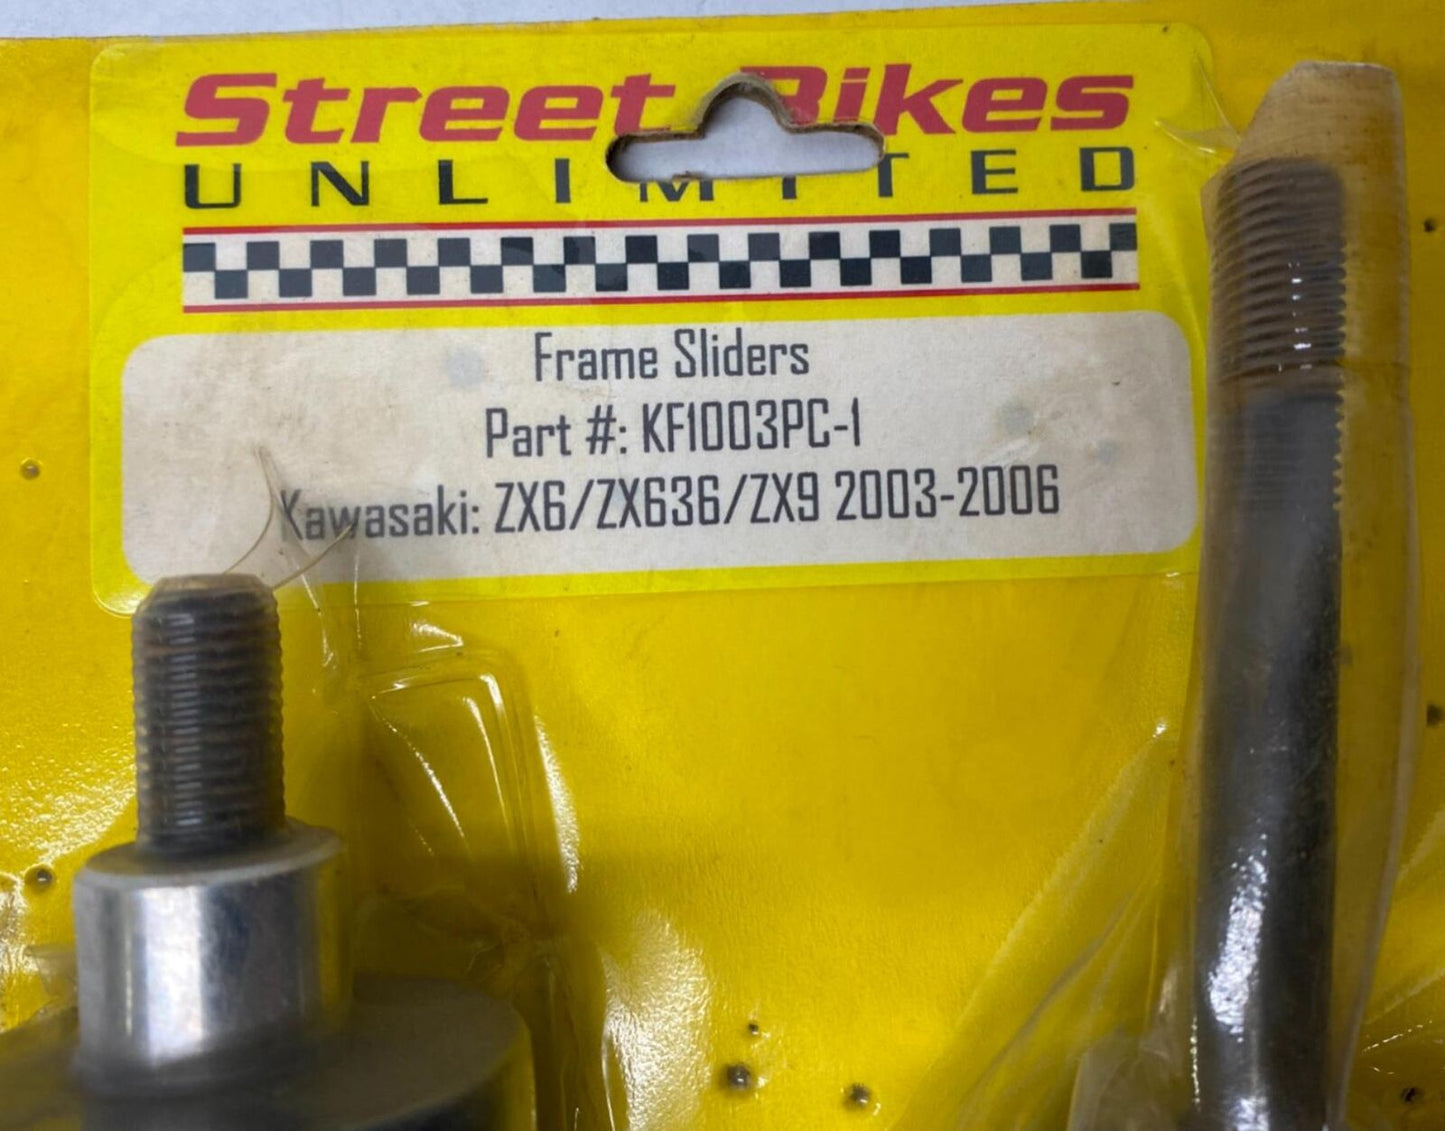 Street Bikes
UNLIMITED
Frame Sliders
Part #: KF1003PC-1
Kawasaki: ZX6/ZX636/ZX9 2003-2006